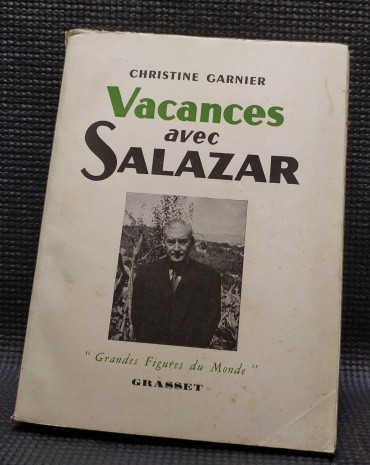 CHRISTINE GARNIER
Vacances
avec
SALAZAR
"Grandes Figures du Monde"
GRASSET